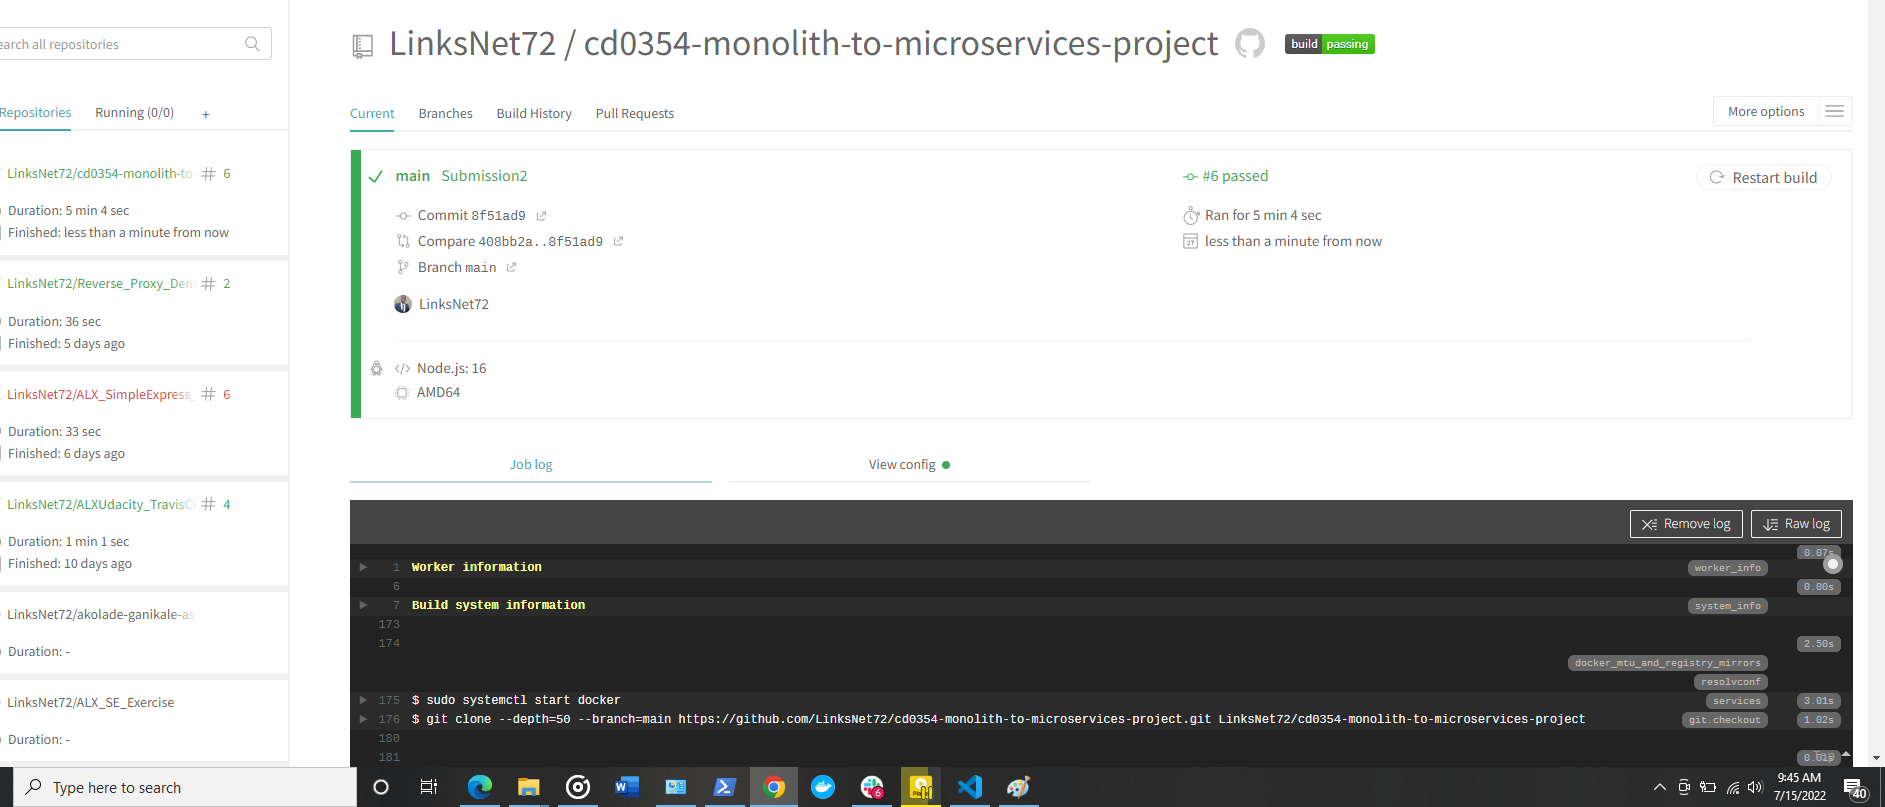 earch all repositories
Repositories
Running (0/0)
+
LinksNet72/cd0354-monolith-to- # 6
Duration: 5 min 4 sec
Finished: less than a minute from now
LinksNet72/Reverse_Proxy_Dem # 2
Duration: 36 sec
Finished: 5 days ago
LinksNet72/ALX_SimpleExpress_ # 6
Duration: 33 sec
Finished: 6 days ago
LinksNet72/ALXUdacity_TravisCI # 4
Duration: 1 min 1 sec
Finished: 10 days ago
LinksNet72/akolade-ganikale-as
Duration: -
LinksNet72/ALX_SE_Exercise
Duration: -
LinksNet72 / cd0354-monolith-to-microservices-project
build passing
Current Branches Build History Pull Requests
More options
main Submission2
#6 passed
Restart build
Commit 8f51ad9
Ran for 5 min 4 sec
Compare 408bb2a..8f51ad9
less than a minute from now
Branch main
LinksNet72
Node.js: 16
AMD64
Job log
View config
Remove log
Raw log
0.07s
1 Worker information worker_info
6 0.00s
7 Build system information system_info
173
174 2.50s
docker_mtu_and_registry_mirrors
resolvconf
175 $ sudo systemctl start docker services 3.01s
176 $ git clone --depth=50 --branch=main https://github.com/LinksNet72/cd0354-monolith-to-microservices-project.git LinksNet72/cd0354-monolith-to-microservices-project git.checkout 1.02s
180
181 0.01s
Top
Type here to search
9:45 AM
7/15/2022
40